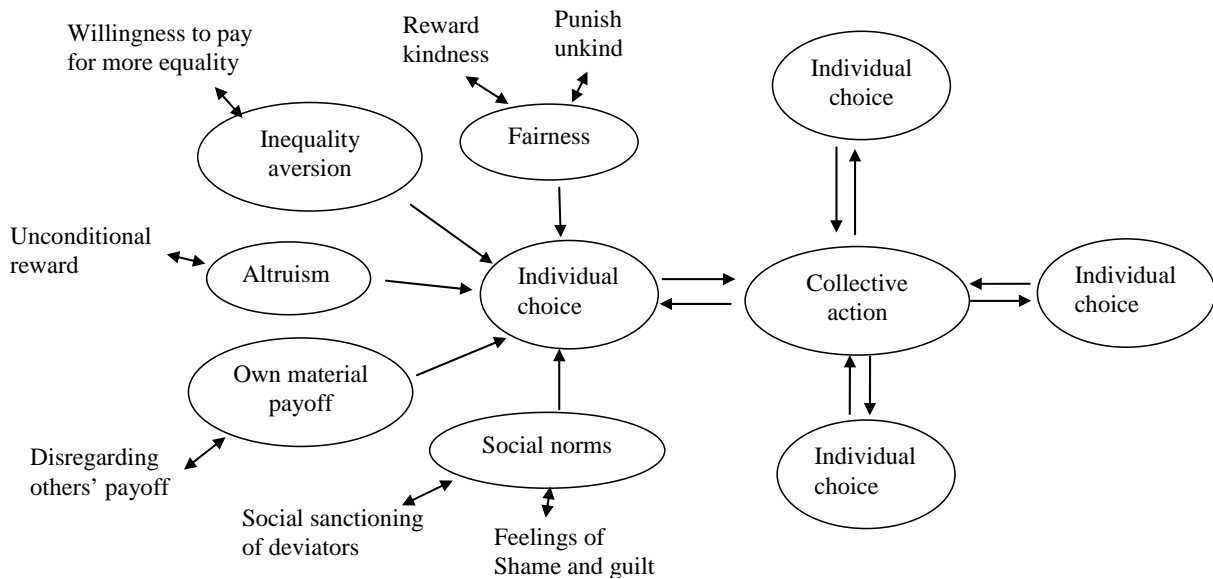 Willingness to pay
for more equality
Reward
kindness
Punish
unkind
Inequality
aversion
Fairness
Individual
choice
Unconditional
reward
Altruism
Individual
choice
Collective
action
Individual
choice
Own material
payoff
Social norms
Individual
choice
Disregarding
others’ payoff
Social sanctioning
of deviators
Feelings of
Shame and guilt